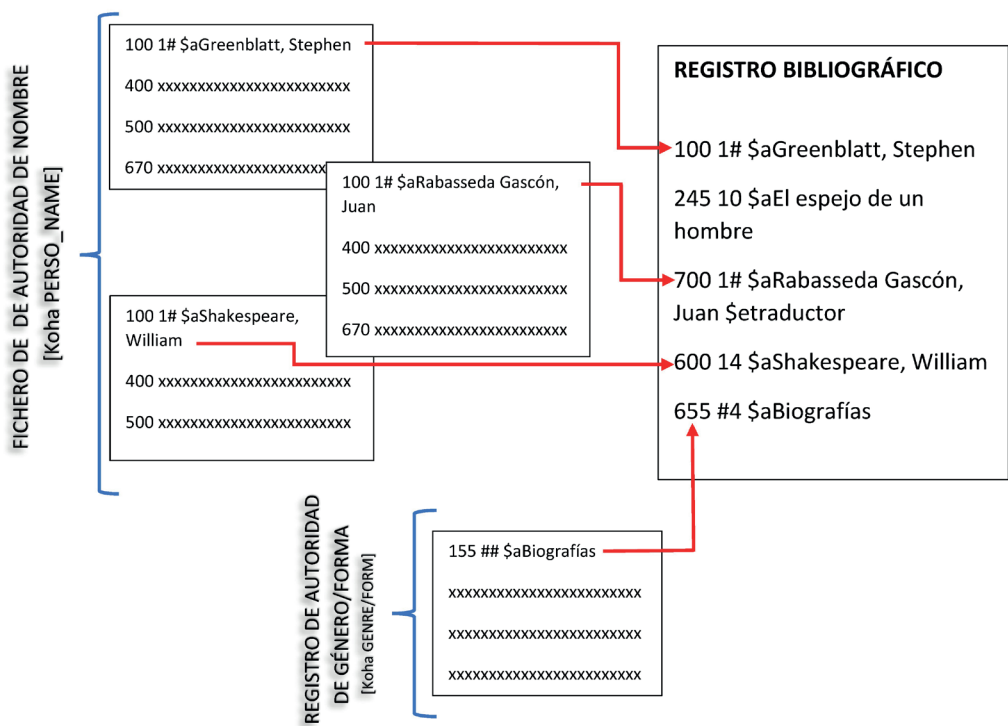 FICHERO DE  DE AUTORIDAD DE NOMBRE
[Koha PERSO_NAME]
100 1# $aGreenblatt, Stephen
400 xxxxxxxxxxxxxxxxxxxxxxxx
500 xxxxxxxxxxxxxxxxxxxxxxxx
670 xxxxxxxxxxxxxxxxxxxxxxxx
100 1# $aRabasseda Gascón,
Juan
400 xxxxxxxxxxxxxxxxxxxxxxxx
500 xxxxxxxxxxxxxxxxxxxxxxxx
670 xxxxxxxxxxxxxxxxxxxxxxxx
100 1# $aShakespeare,
William
400 xxxxxxxxxxxxxxxxxxxxxxxx
500 xxxxxxxxxxxxxxxxxxxxxxxx
REGISTRO BIBLIOGRÁFICO
100 1# $aGreenblatt, Stephen
245 10 $aEl espejo de un
hombre
700 1# $aRabasseda Gascón,
Juan $etraductor
600 14 $aShakespeare, William
655 #4 $aBiografías
REGISTRO DE AUTORIDAD
DE GÉNERO/FORMA
[Koha GENRE/FORM]
155 ## $aBiografías
xxxxxxxxxxxxxxxxxxxxxxxx
xxxxxxxxxxxxxxxxxxxxxxxx
xxxxxxxxxxxxxxxxxxxxxxxx